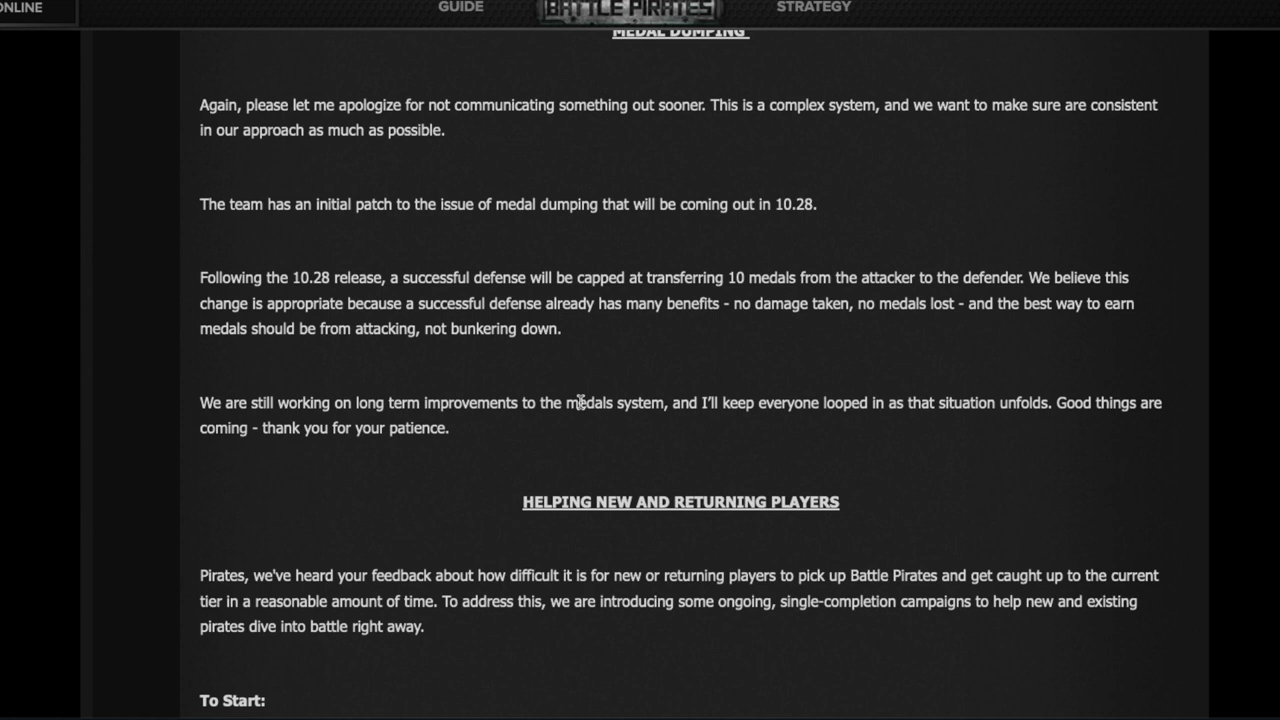 ONLINE
GUIDE
BATTLE PIRATES
STRATEGY
MEDAL DUMPING
Again, please let me apologize for not communicating something out sooner. This is a complex system, and we want to make sure are consistent
in our approach as much as possible.
The team has an initial patch to the issue of medal dumping that will be coming out in 10.28.
Following the 10.28 release, a successful defense will be capped at transferring 10 medals from the attacker to the defender. We believe this
change is appropriate because a successful defense already has many benefits - no damage taken, no medals lost - and the best way to earn
medals should be from attacking, not bunkering down.
We are still working on long term improvements to the medals system, and I'll keep everyone looped in as that situation unfolds. Good things are
coming - thank you for your patience.
HELPING NEW AND RETURNING PLAYERS
Pirates, we've heard your feedback about how difficult it is for new or returning players to pick up Battle Pirates and get caught up to the current
tier in a reasonable amount of time. To address this, we are introducing some ongoing, single-completion campaigns to help new and existing
pirates dive into battle right away.
To Start: